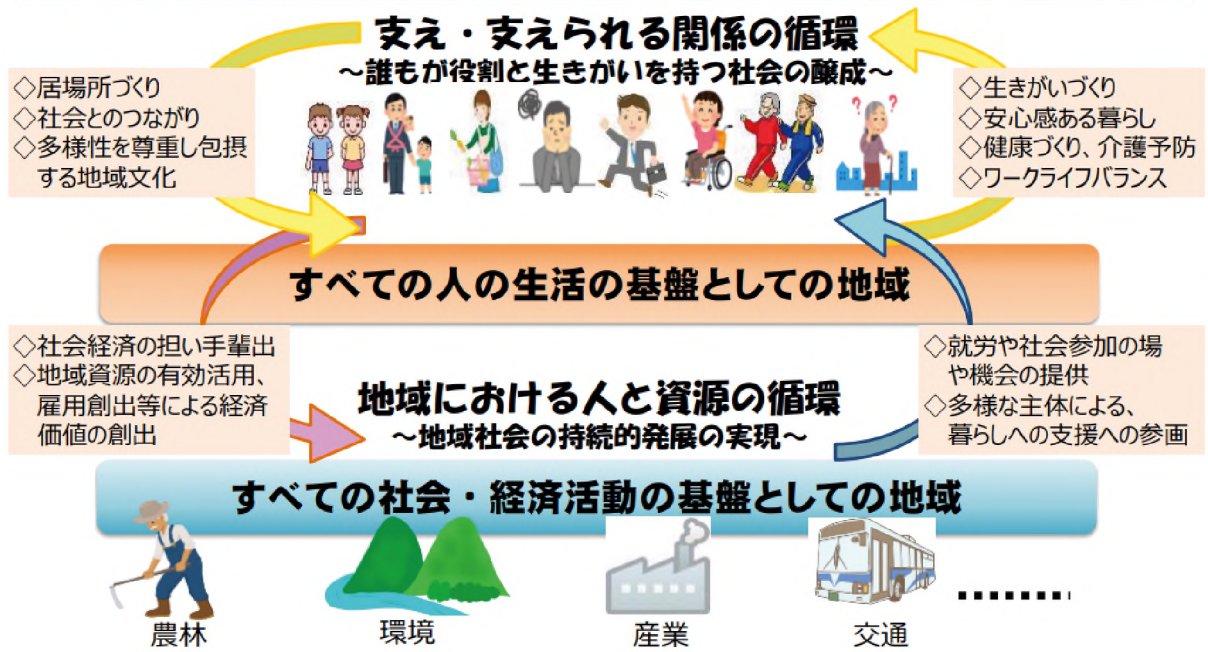 支え・支えられる関係の循環
～誰もが役割と生きがいを持つ社会の醸成～
◇居場所づくり
◇社会とのつながり
◇多様性を尊重し包摂
する地域文化
◇生きがいづくり
◇安心感ある暮らし
◇健康づくり、介護予防
◇ワークライフバランス
? ?
すべての人の生活の基盤としての地域
◇社会経済の担い手輩出
◇地域資源の有効活用、
雇用創出等による経済
価値の創出
地域における人と資源の循環
～地域社会の持続的発展の実現～
◇就労や社会参加の場
や機会の提供
◇多様な主体による、
暮らしへの支援への参画
すべての社会・経済活動の基盤としての地域
農林
環境
産業
交通